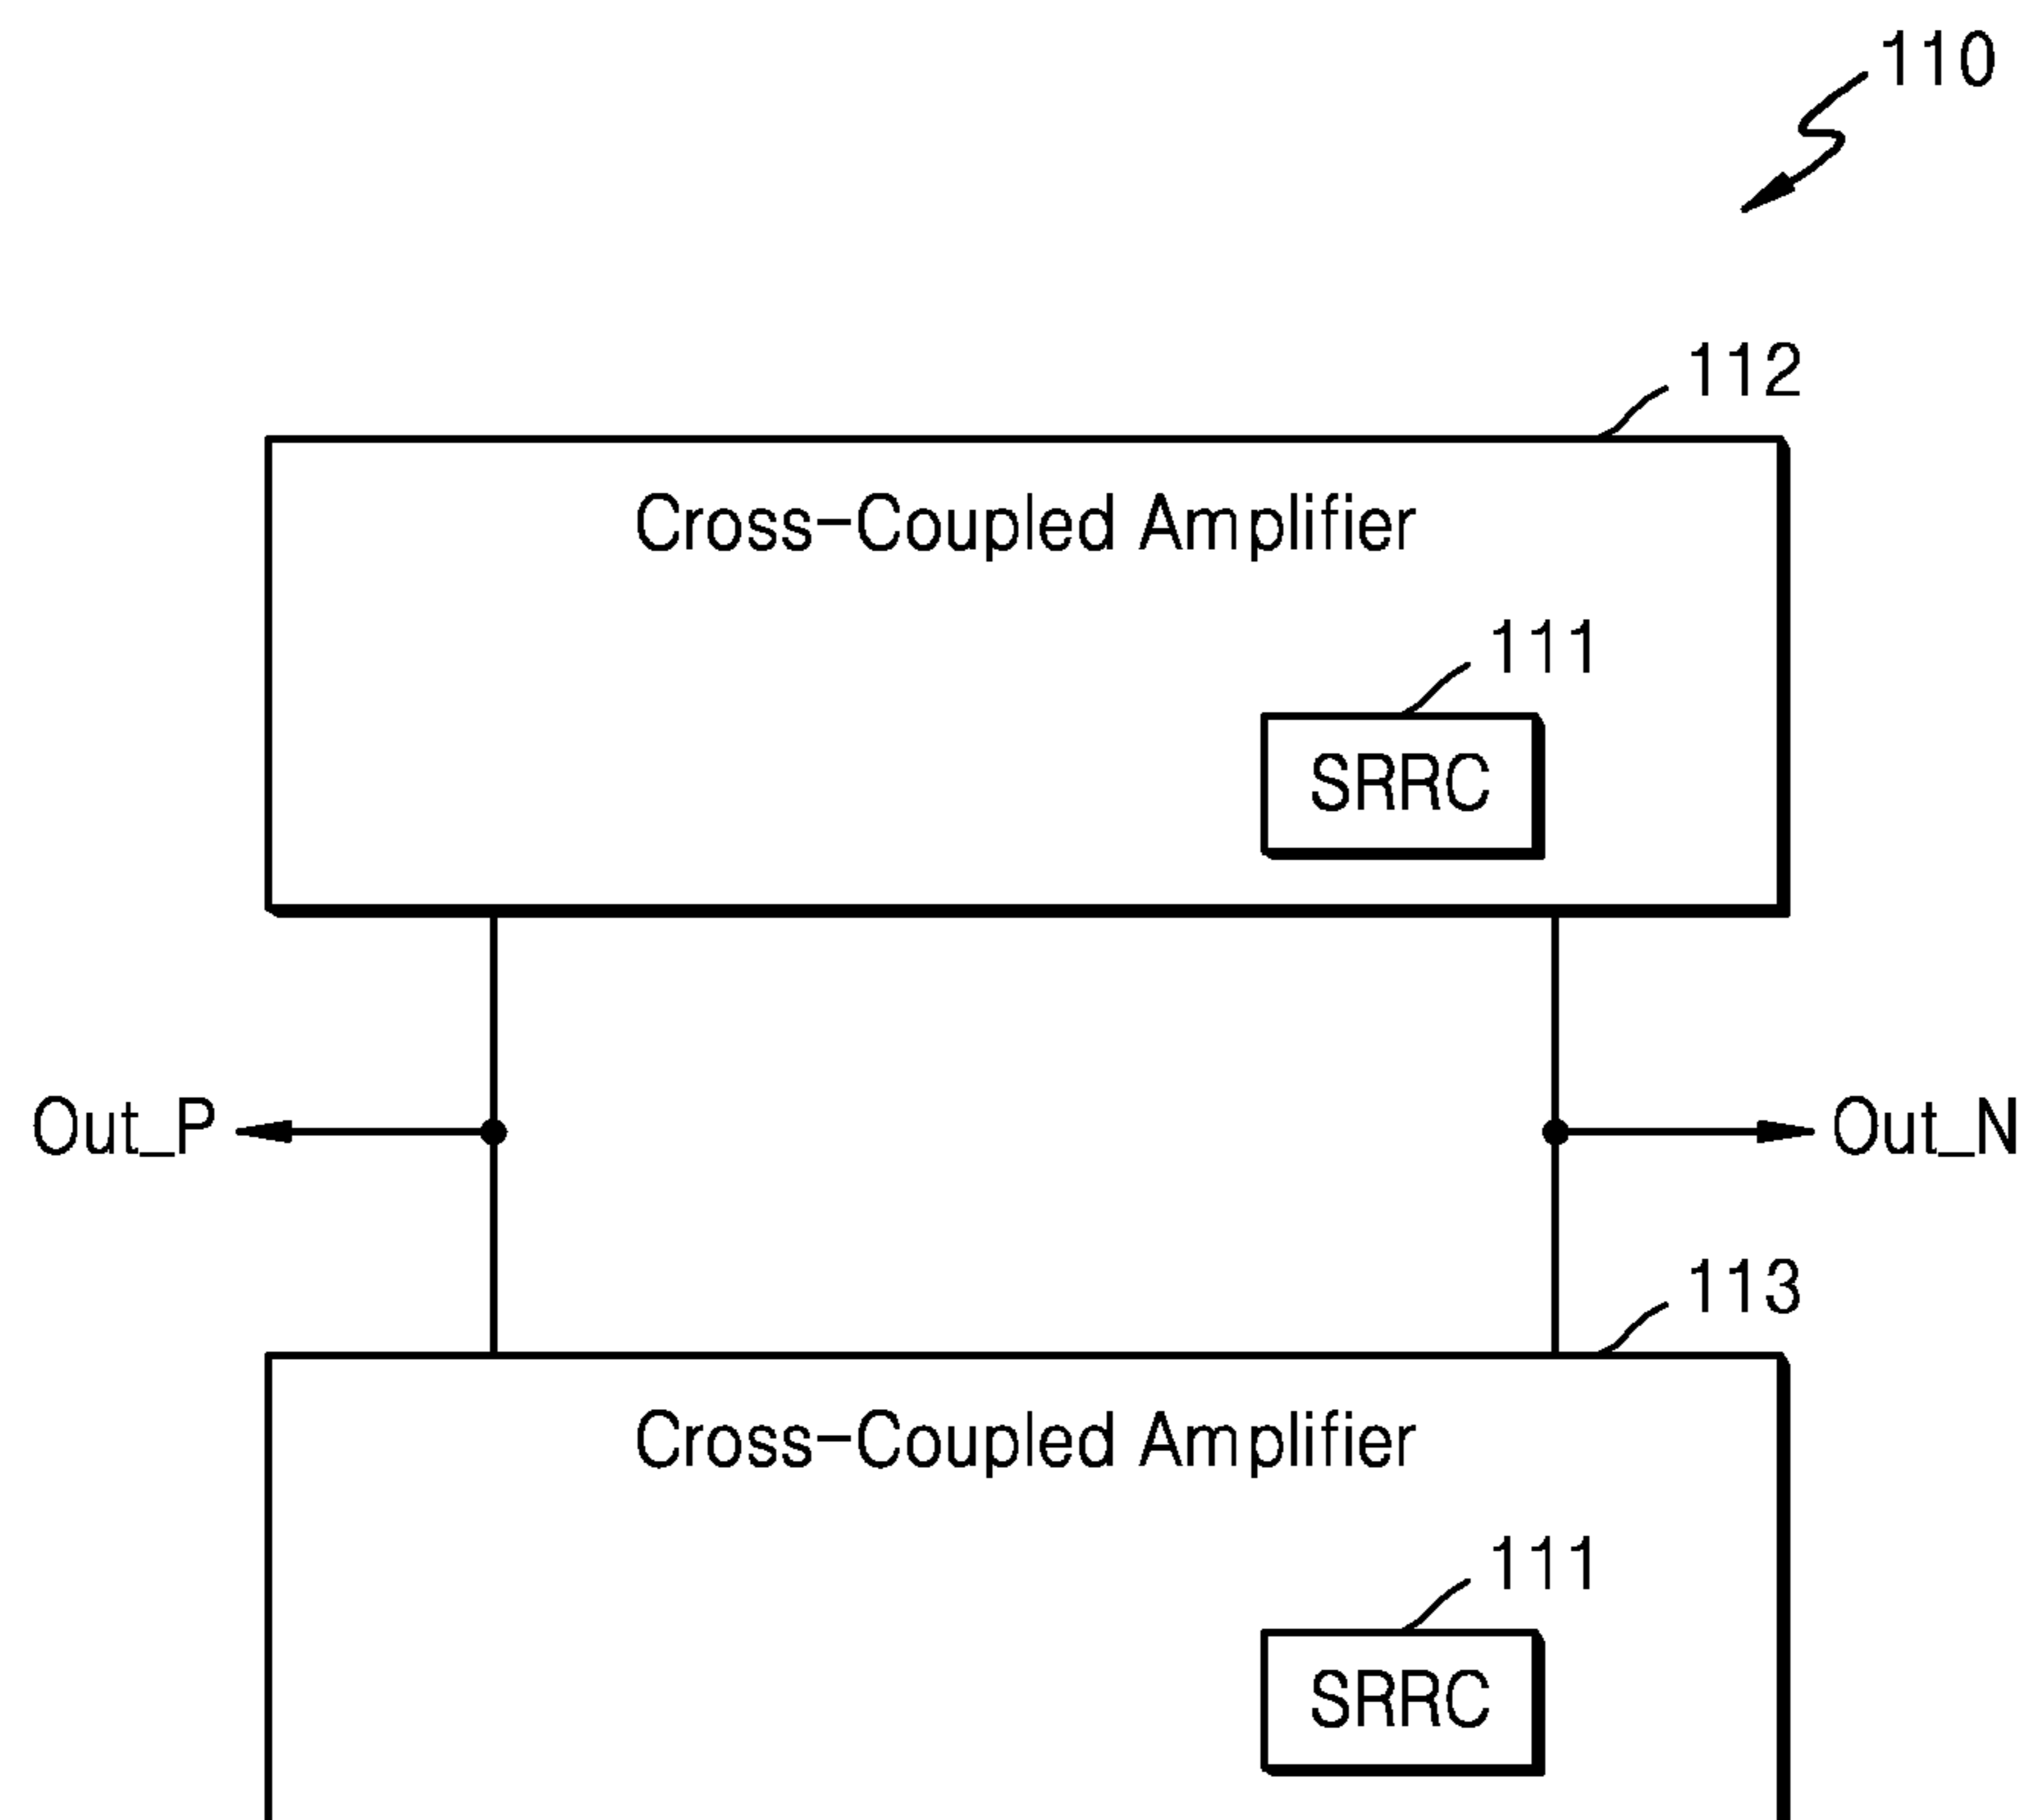 110
112
Cross-Coupled Amplifier
111
SRRC
Out_P
Out_N
113
Cross-Coupled Amplifier
111
SRRC